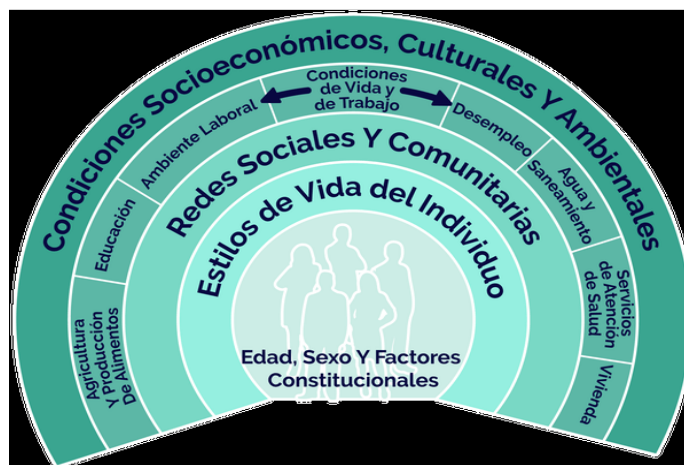 Condiciones Socioeconómicos, Culturales Y Ambientales
Condiciones
de Vida y
de Trabajo
Agricultura
Y Producción
De Alimentos
Educación
Ambiente Laboral
Desempleo
Agua y
Saneamiento
Servicios
de Atención
de Salud
Vivienda
Redes Sociales Y Comunitarias
Estilos de Vida del Individuo
Edad, Sexo Y Factores
Constitucionales